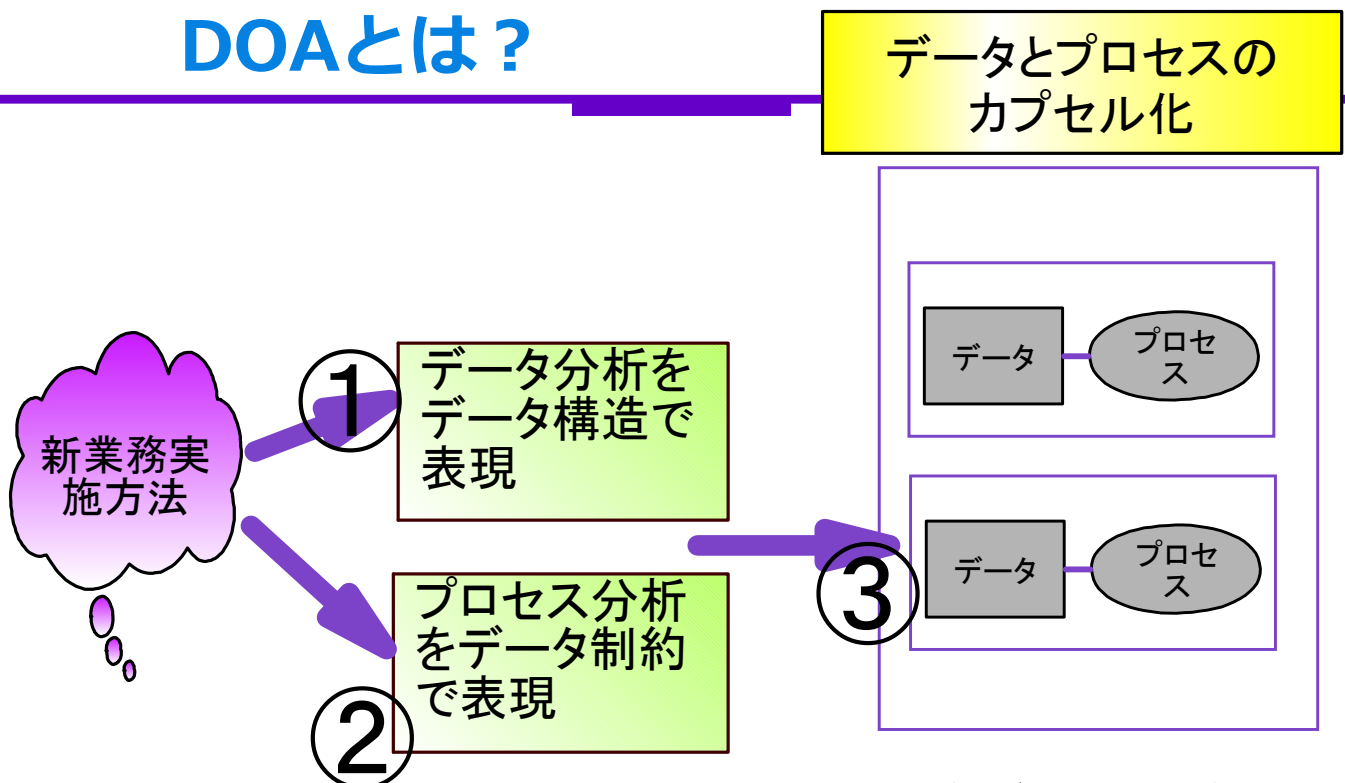 DOAとは？
データとプロセスの
カプセル化
新業務実
施方法
①
データ分析を
データ構造で
表現
②
プロセス分析
をデータ制約
で表現
③
データ
プロセ
ス
データ
プロセ
ス